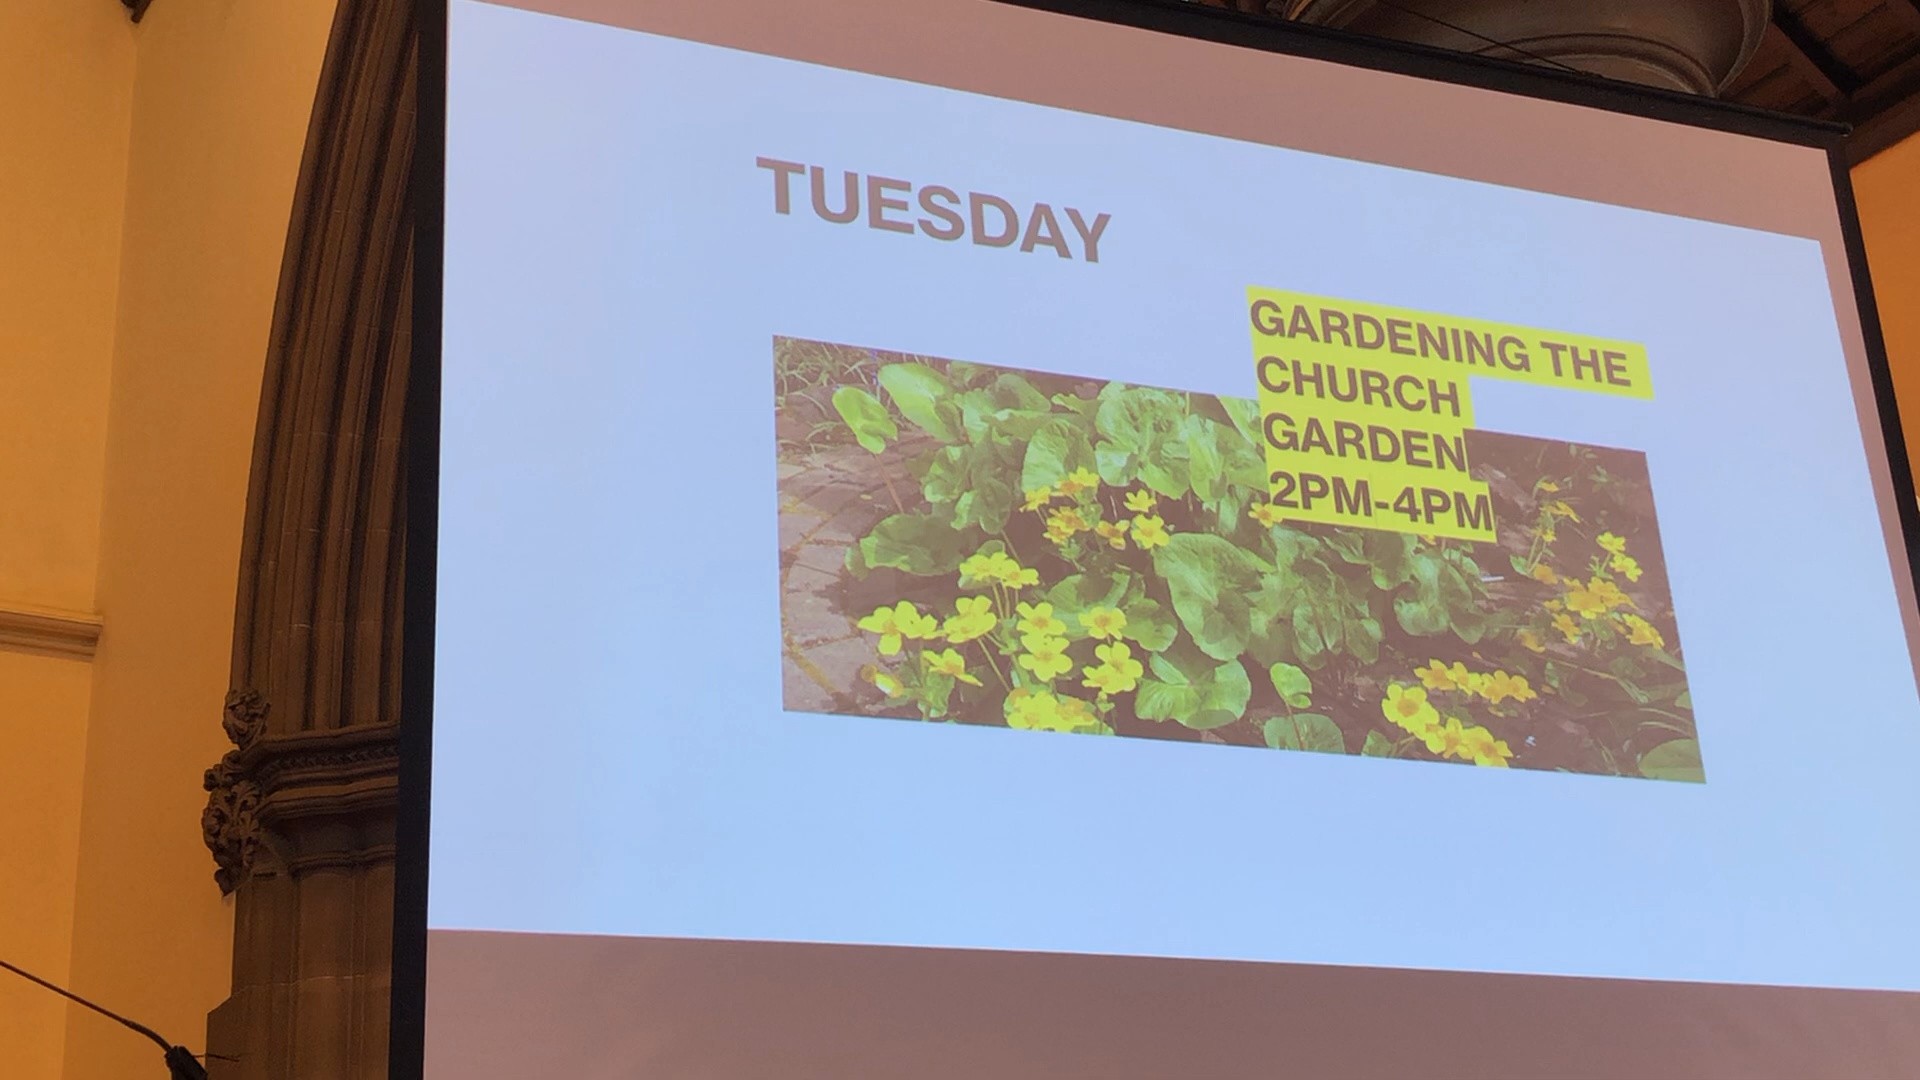 TUESDAY
GARDENING THE
CHURCH
GARDEN
2PM-4PM